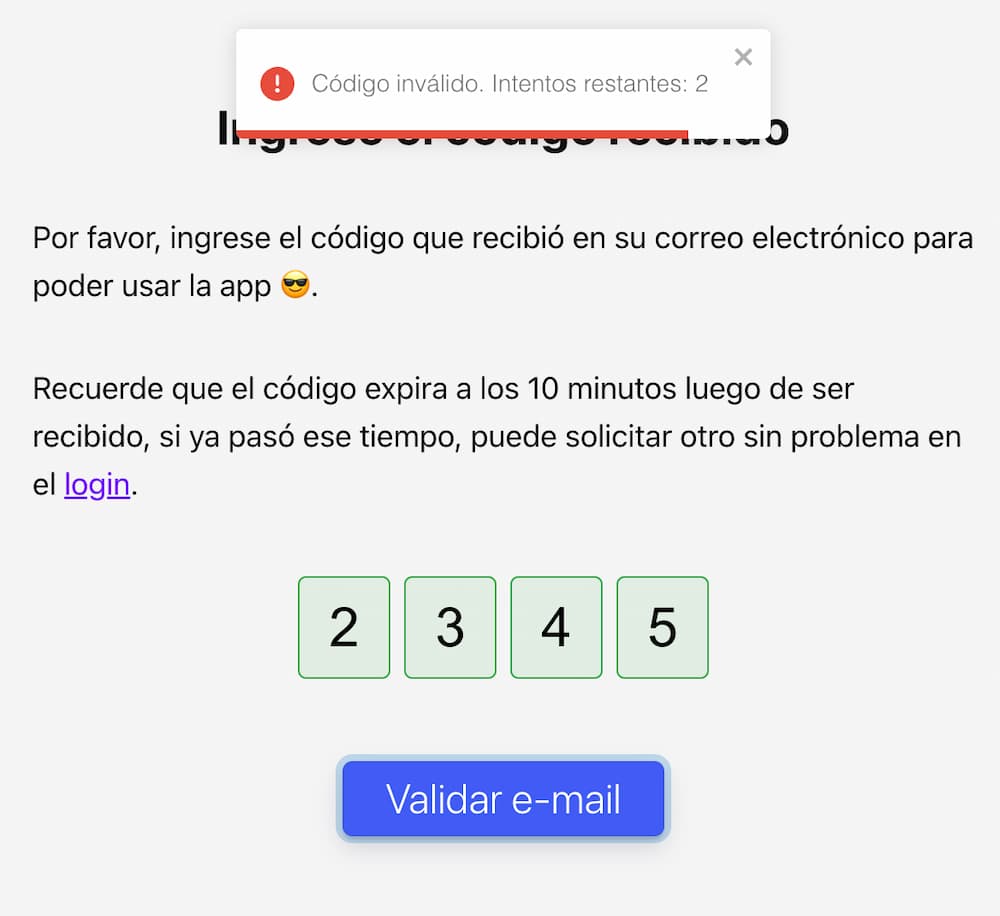 Código inválido. Intentos restantes: 2
Ingrese el código recibido
Por favor, ingrese el código que recibió en su correo electrónico para
poder usar la app 😎.
Recuerde que el código expira a los 10 minutos luego de ser
recibido, si ya pasó ese tiempo, puede solicitar otro sin problema en
el login.
2 3 4 5
Validar e-mail